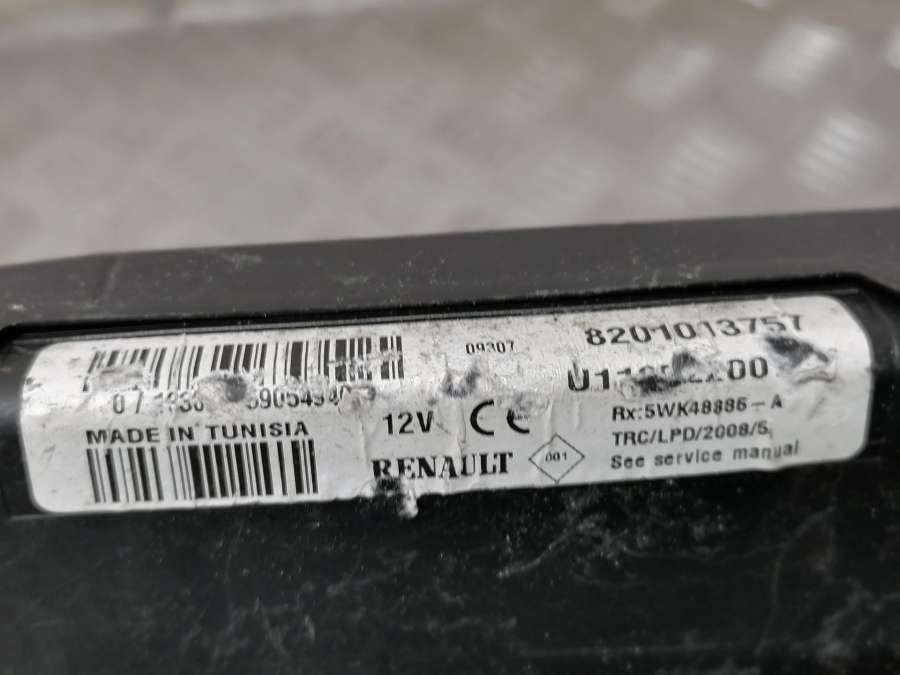 09307
8201013757
12V CE
Rx:5WK48886-A
MADE IN TUNISIA
TRC/LPD/2008/5
RENAULT
001
See service manual